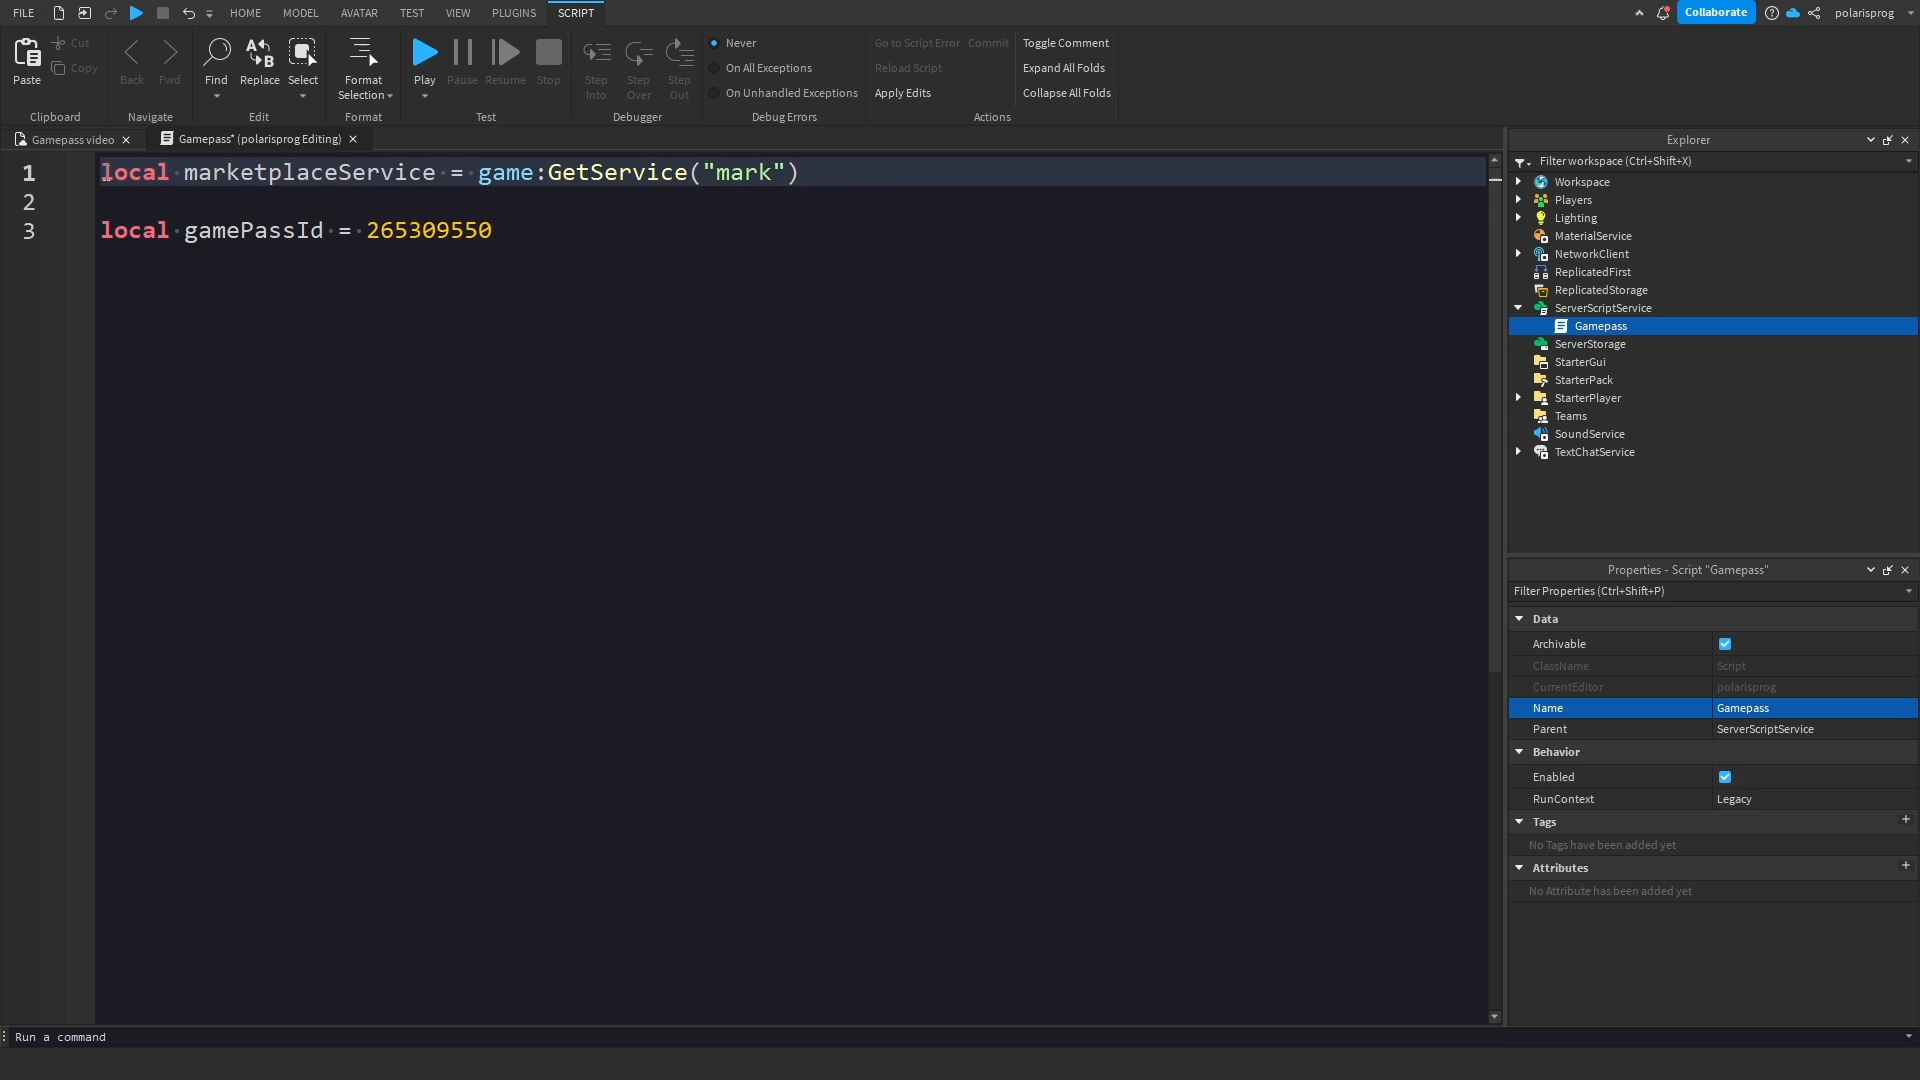 FILE HOME MODEL AVATAR TEST VIEW PLUGINS SCRIPT Collaborate polarisprog
Paste Cut Copy Back Fwd Find Replace Select Format Selection Play Pause Resume Stop Step Into Step Over Step Out
Never
On All Exceptions
On Unhandled Exceptions
Go to Script Error Commit
Reload Script
Apply Edits
Toggle Comment
Expand All Folds
Collapse All Folds
Clipboard Navigate Edit Format Test Debugger Debug Errors Actions
Gamepass video Gamepass* (polarisprog Editing)
1 local marketplaceService = game:GetService("mark")
2
3 local gamePassId = 265309550
Explorer
Filter workspace (Ctrl+Shift+X)
Workspace
Players
Lighting
MaterialService
NetworkClient
ReplicatedFirst
ReplicatedStorage
ServerScriptService
Gamepass
ServerStorage
StarterGui
StarterPack
StarterPlayer
Teams
SoundService
TextChatService
Properties - Script "Gamepass"
Filter Properties (Ctrl+Shift+P)
Data
Archivable
ClassName Script
CurrentEditor polarisprog
Name Gamepass
Parent ServerScriptService
Behavior
Enabled
RunContext Legacy
Tags
No Tags have been added yet
Attributes
No Attribute has been added yet
Run a command